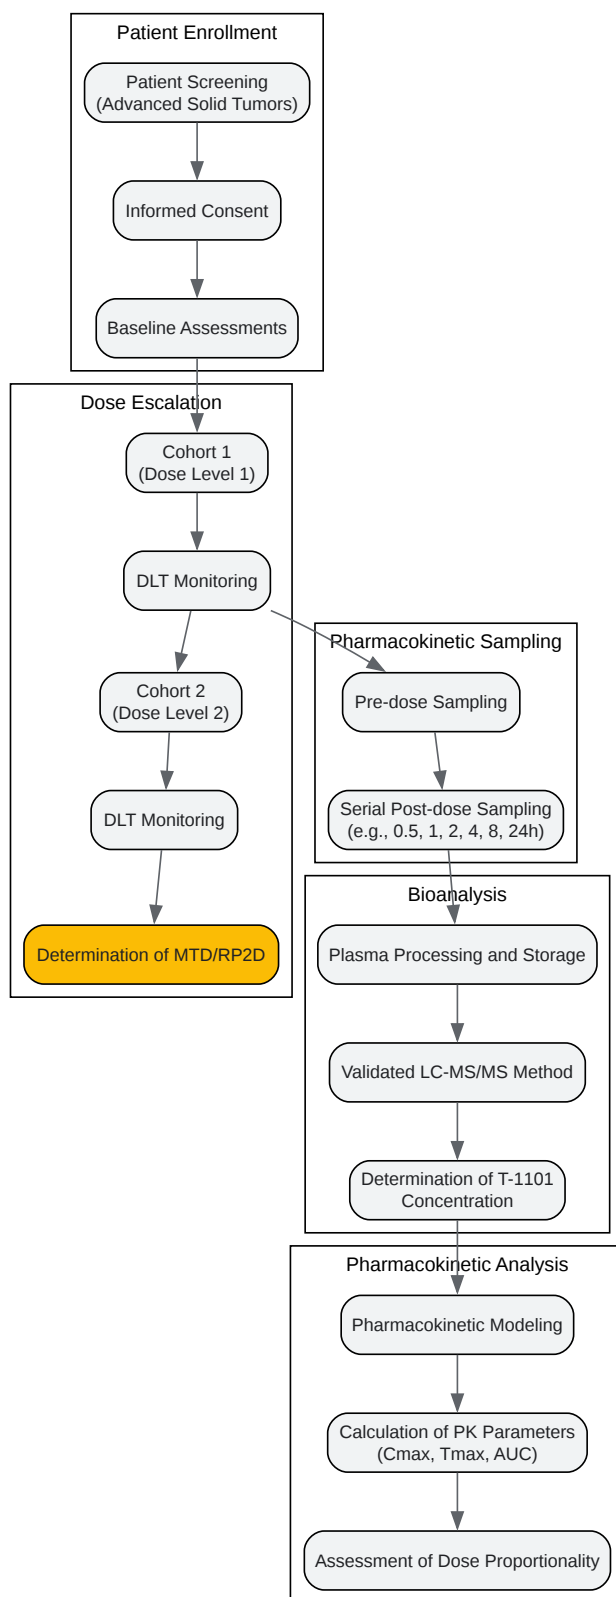 Patient Enrollment
Patient Screening
(Advanced Solid Tumors)
Informed Consent
Baseline Assessments
Dose Escalation
Cohort 1
(Dose Level 1)
DLT Monitoring
Cohort 2
(Dose Level 2)
DLT Monitoring
Determination of MTD/RP2D
Pharmacokinetic Sampling
Pre-dose Sampling
Serial Post-dose Sampling
(e.g., 0.5, 1, 2, 4, 8, 24h)
Bioanalysis
Plasma Processing and Storage
Validated LC-MS/MS Method
Determination of T-1101
Concentration
Pharmacokinetic Analysis
Pharmacokinetic Modeling
Calculation of PK Parameters
(Cmax, Tmax, AUC)
Assessment of Dose Proportionality